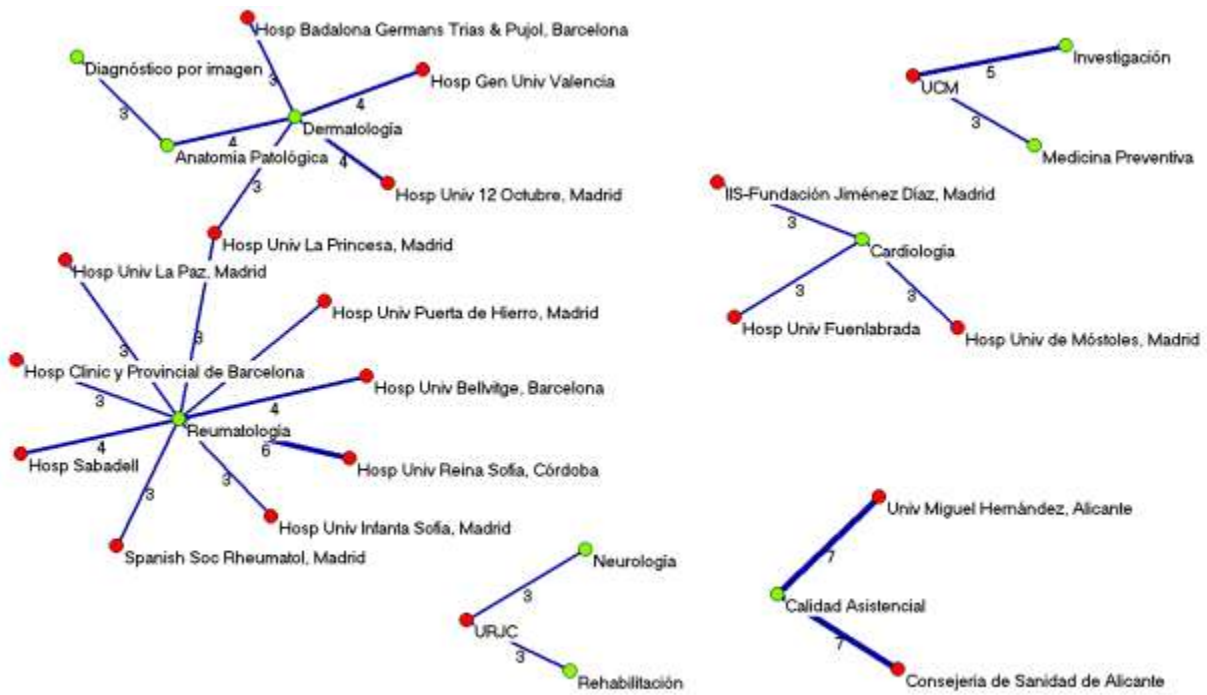 Hosp Badalona Germans Trias & Pujol, Barcelona
Diagnóstico por imagen
3
Hosp Gen Univ Valencia
3
4
Dermatología
4
Anatomia Patológica
4
Hosp Univ 12 Octubre, Madrid
3
Hosp Univ La Princesa, Madrid
Hosp Univ La Paz, Madrid
Hosp Univ Puerta de Hierro, Madrid
3
3
Hosp Clinic y Provincial de Barcelona
Hosp Univ Bellvitge, Barcelona
3
4
Reumatología
4
6
Hosp Sabadell
Hosp Univ Reina Sofía, Córdoba
3
3
Hosp Univ Infanta Sofía, Madrid
Spanish Soc Rheumatol, Madrid
Investigación
5
UCM
3
Medicina Preventiva
IIS-Fundación Jiménez Díaz, Madrid
3
Cardiología
3
3
Hosp Univ Fuenlabrada
Hosp Univ de Móstoles, Madrid
Neurología
3
URJC
3
Rehabilitación
Univ Miguel Hernández, Alicante
7
Calidad Asistencial
7
Consejería de Sanidad de Alicante